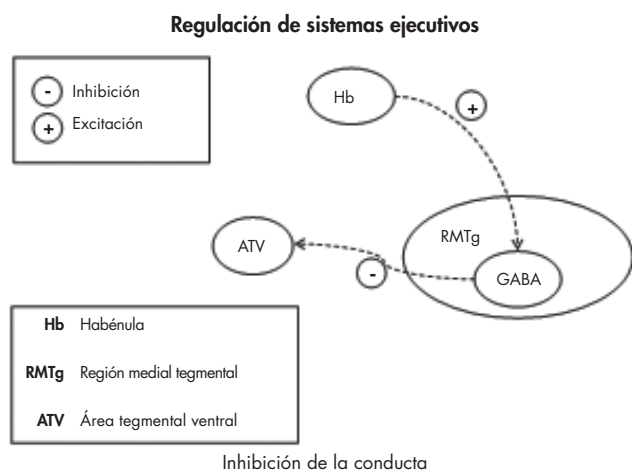 Regulación de sistemas ejecutivos
- Inhibición
+ Excitación
Hb
+
ATV
RMTg
GABA
-
Hb Habénula
RMTg Región medial tegmental
ATV Área tegmental ventral
Inhibición de la conducta